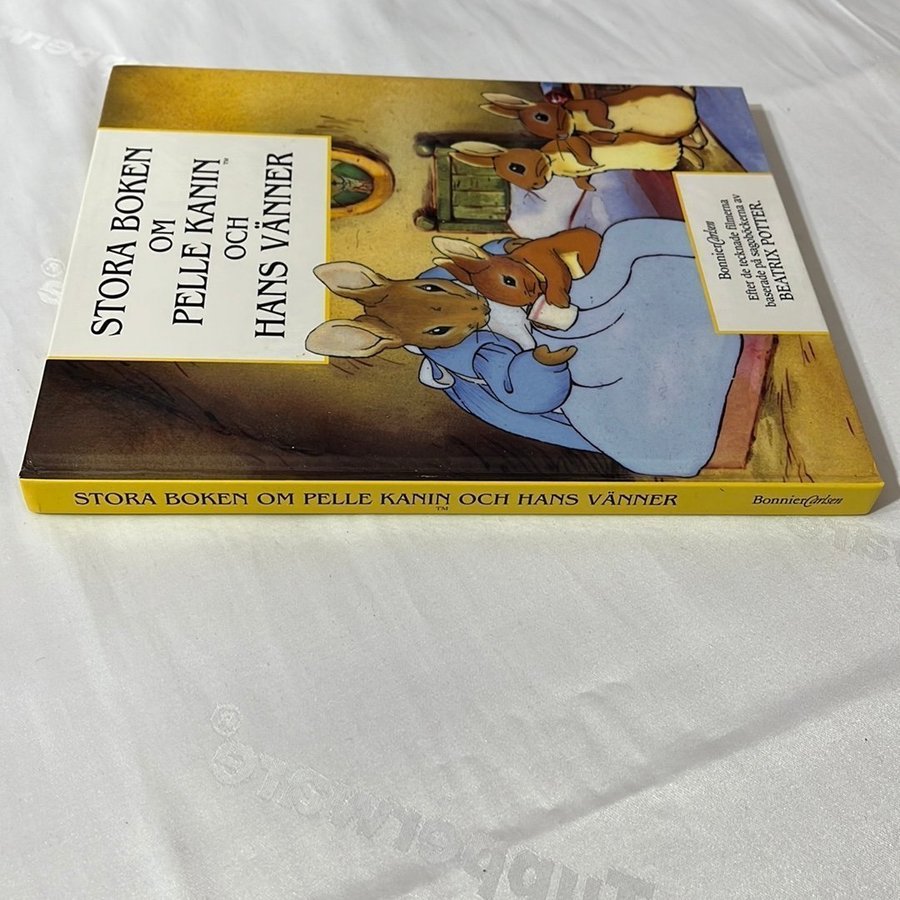 STORA BOKEN
OM
PELLE KANIN™
OCH
HANS VÄNNER
BonnierCarlsen
Efter de tecknade filmerna
baserade på sagoböckerna av
BEATRIX POTTER.
STORA BOKEN OM PELLE KANIN™ OCH HANS VÄNNER BonnierCarlsen